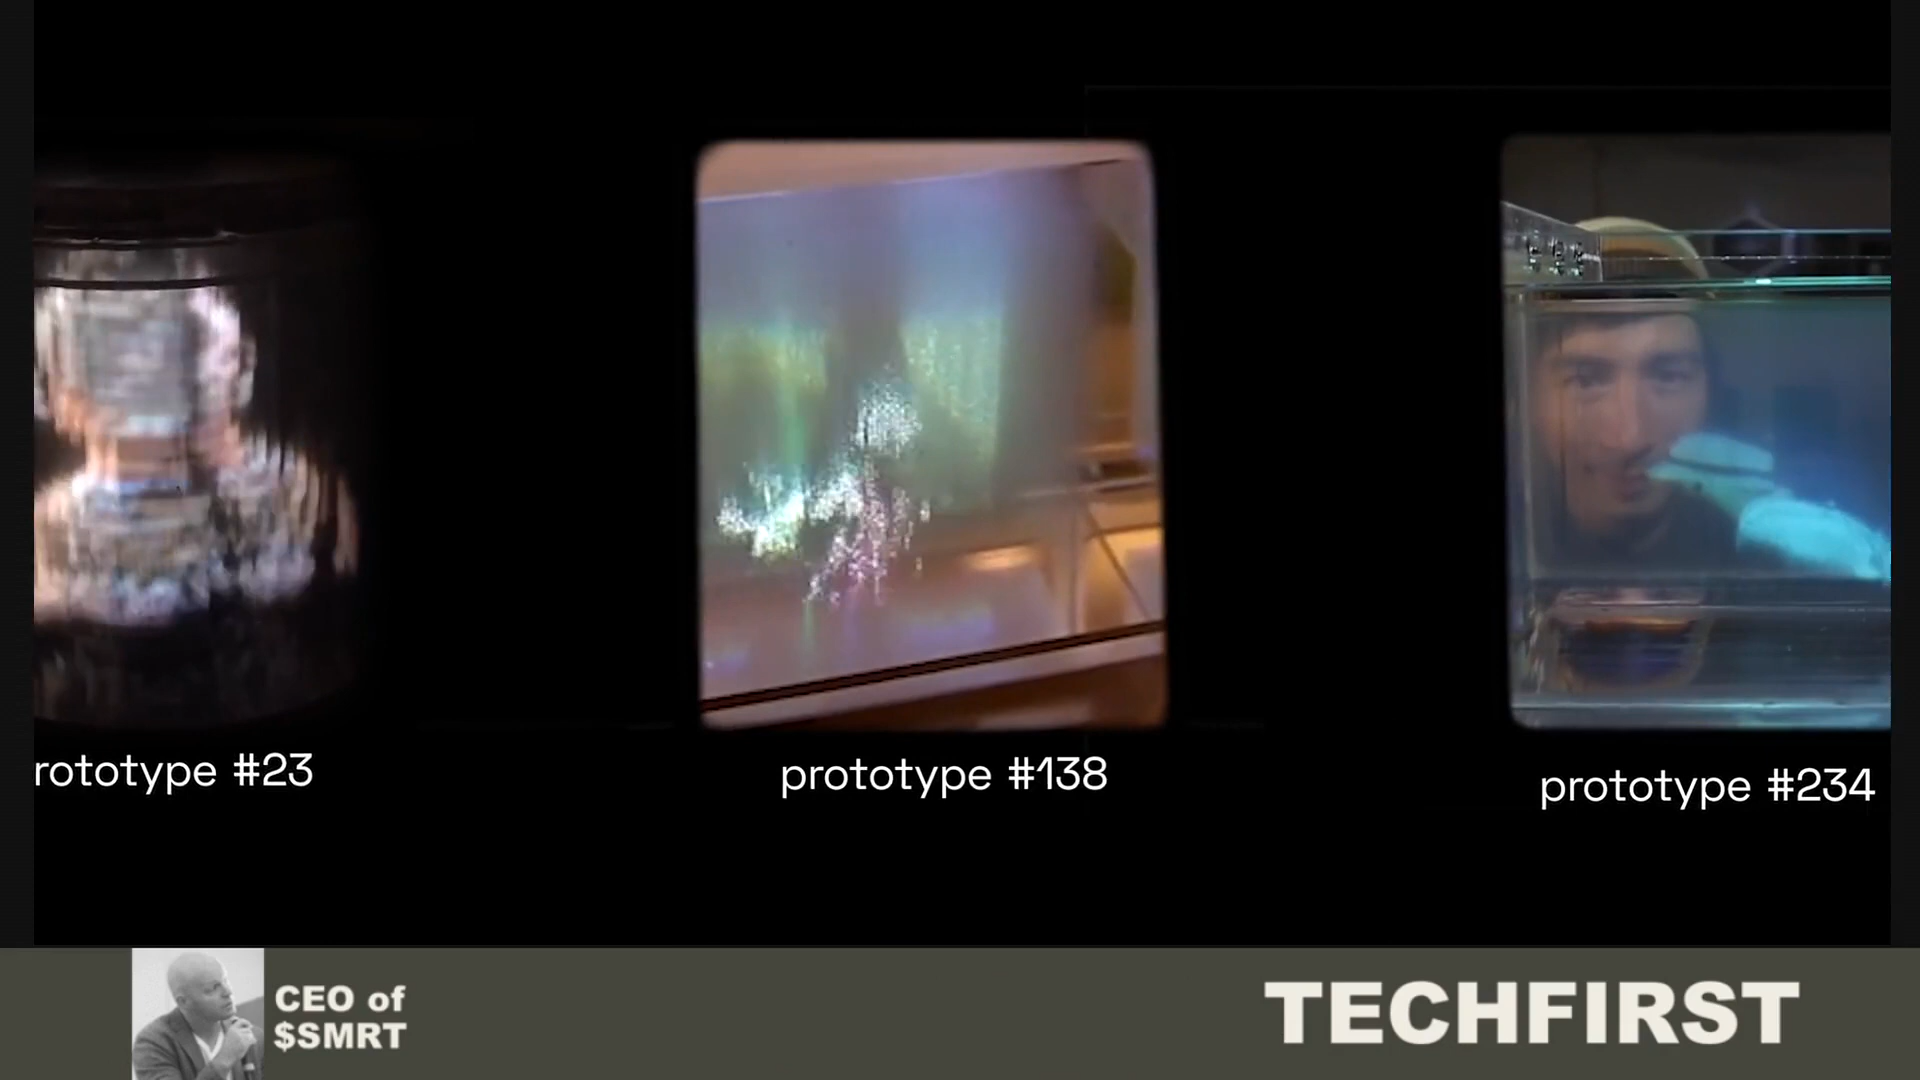 rototype #23
prototype #138
prototype #234
CEO of
$SMRT
TECHFIRST